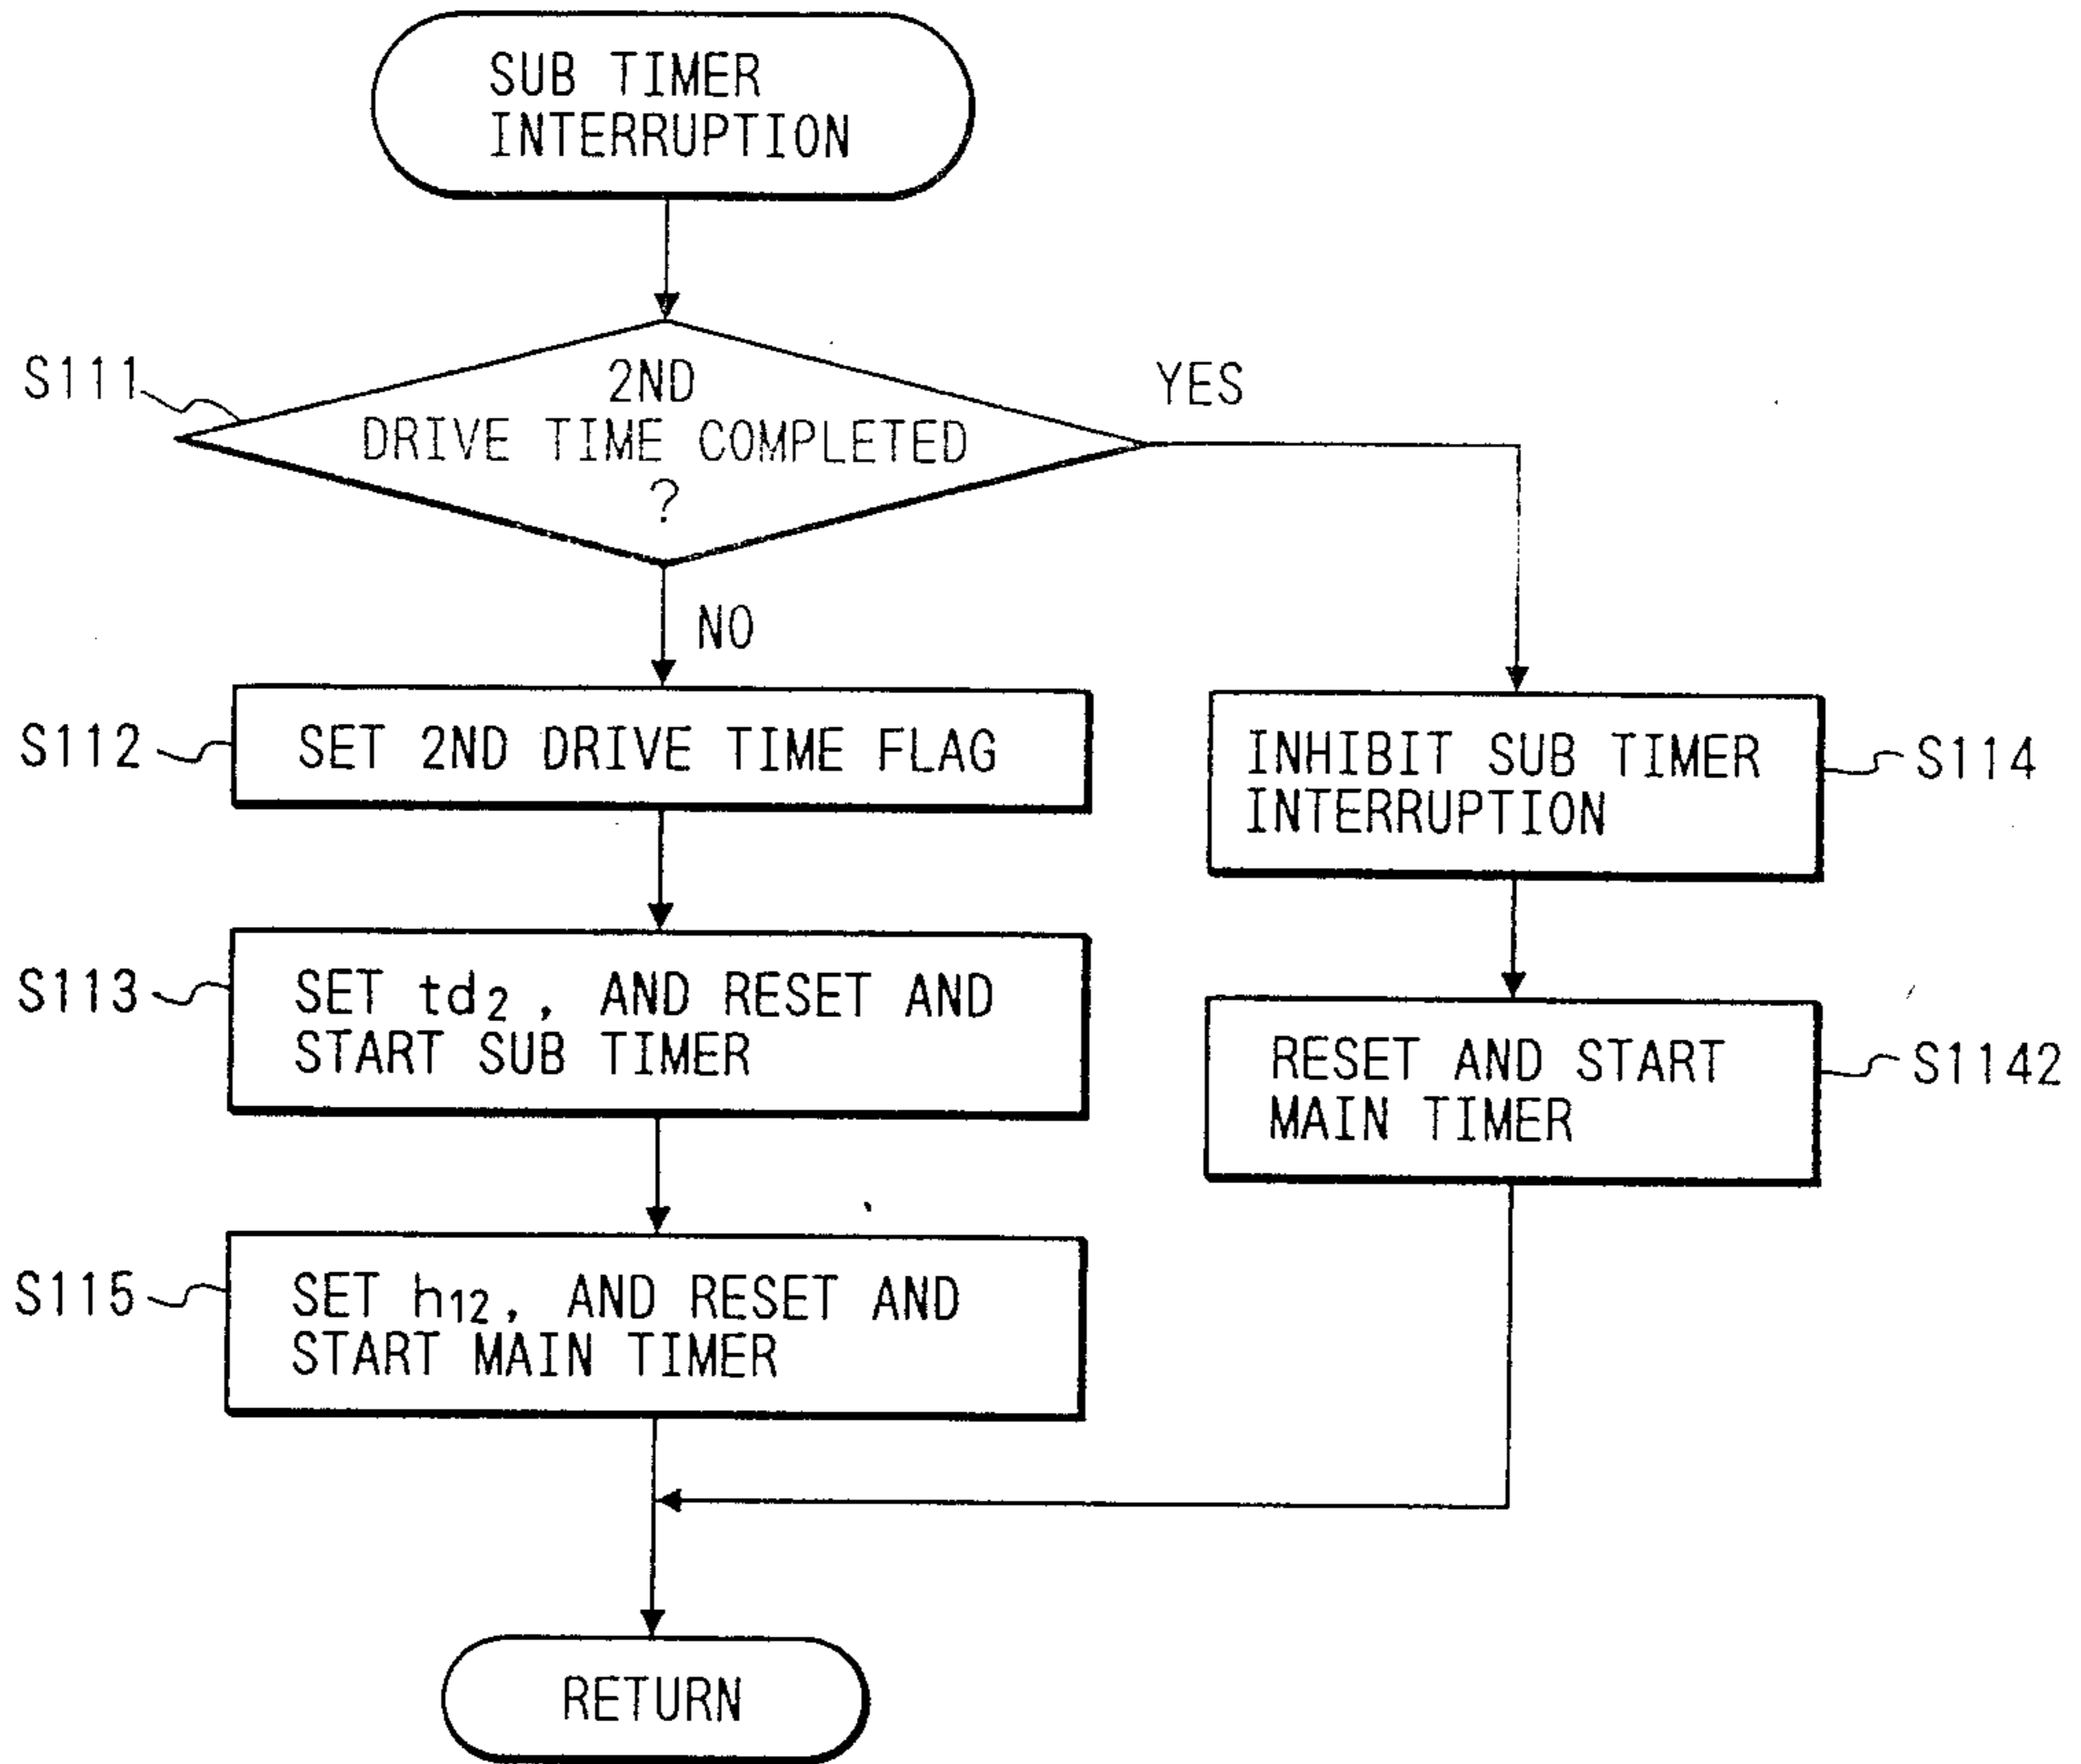 SUB TIMER
INTERRUPTION
S111
2ND
DRIVE TIME COMPLETED
?
YES
NO
S112
SET 2ND DRIVE TIME FLAG
S113
SET td2, AND RESET AND
START SUB TIMER
S115
SET h12, AND RESET AND
START MAIN TIMER
INHIBIT SUB TIMER
INTERRUPTION
S114
RESET AND START
MAIN TIMER
S1142
RETURN